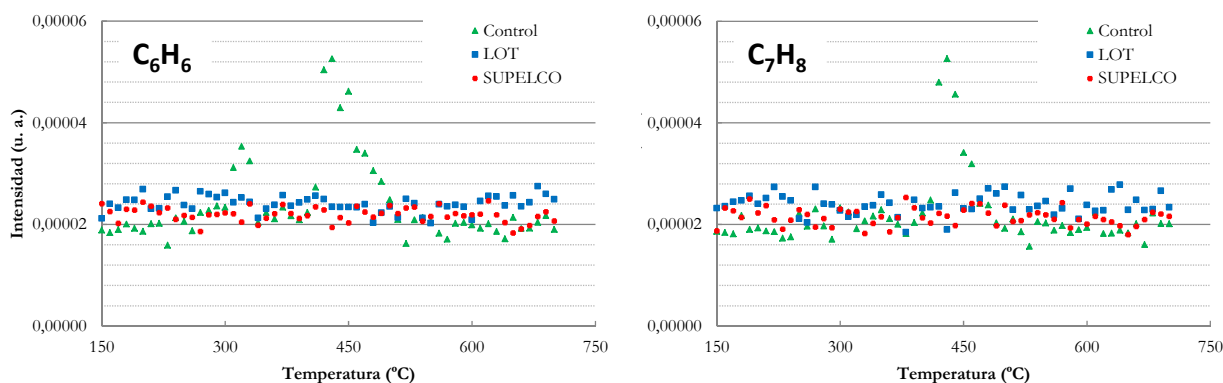 C₆H₆
Control
LOT
SUPELCO
Intensidad (u. a.)
0,00006
0,00004
0,00002
0,00000
150 300 450 600 750
Temperatura (ºC)
C₇H₈
Control
LOT
SUPELCO
0,00006
0,00004
0,00002
0,00000
150 300 450 600 750
Temperatura (ºC)